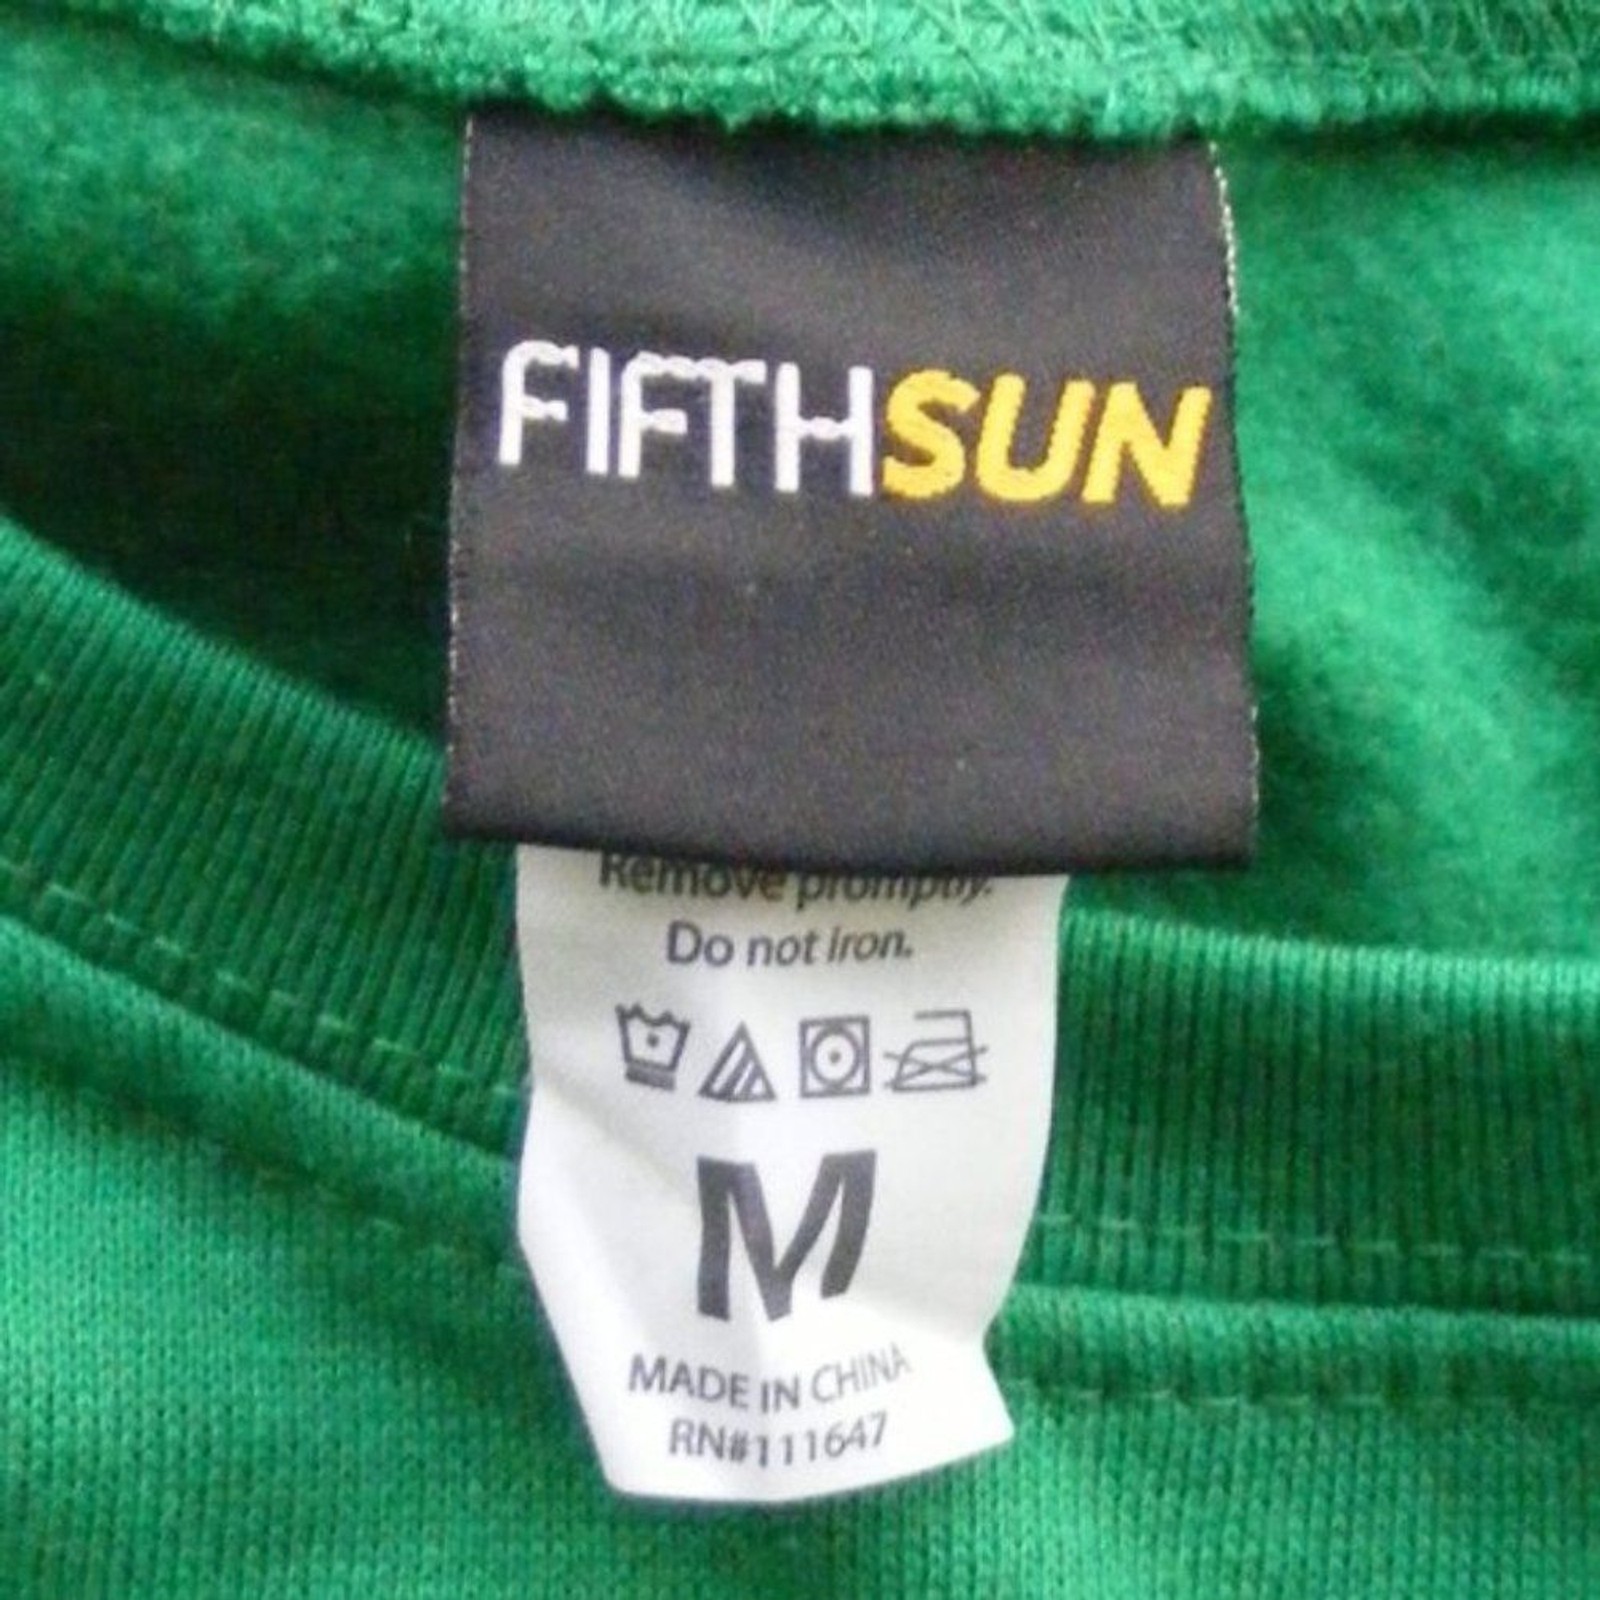 FIFTHSUN
Remove promptly.
Do not iron.
M
MADE IN CHINA
RN#111647